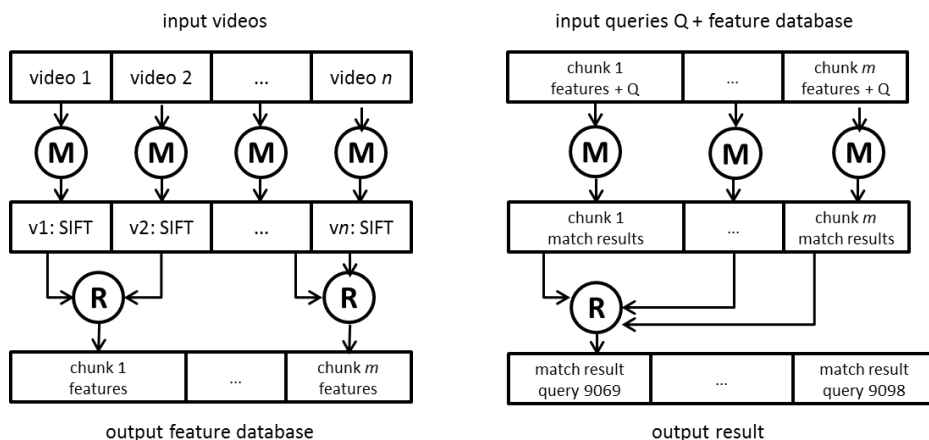 input videos
video 1
video 2
...
video n
M
M
M
M
v1: SIFT
v2: SIFT
...
vn: SIFT
R
R
chunk 1
features
...
chunk m
features
output feature database
input queries Q + feature database
chunk 1
features + Q
...
chunk m
features + Q
M
M
M
chunk 1
match results
...
chunk m
match results
R
match result
query 9069
...
match result
query 9098
output result